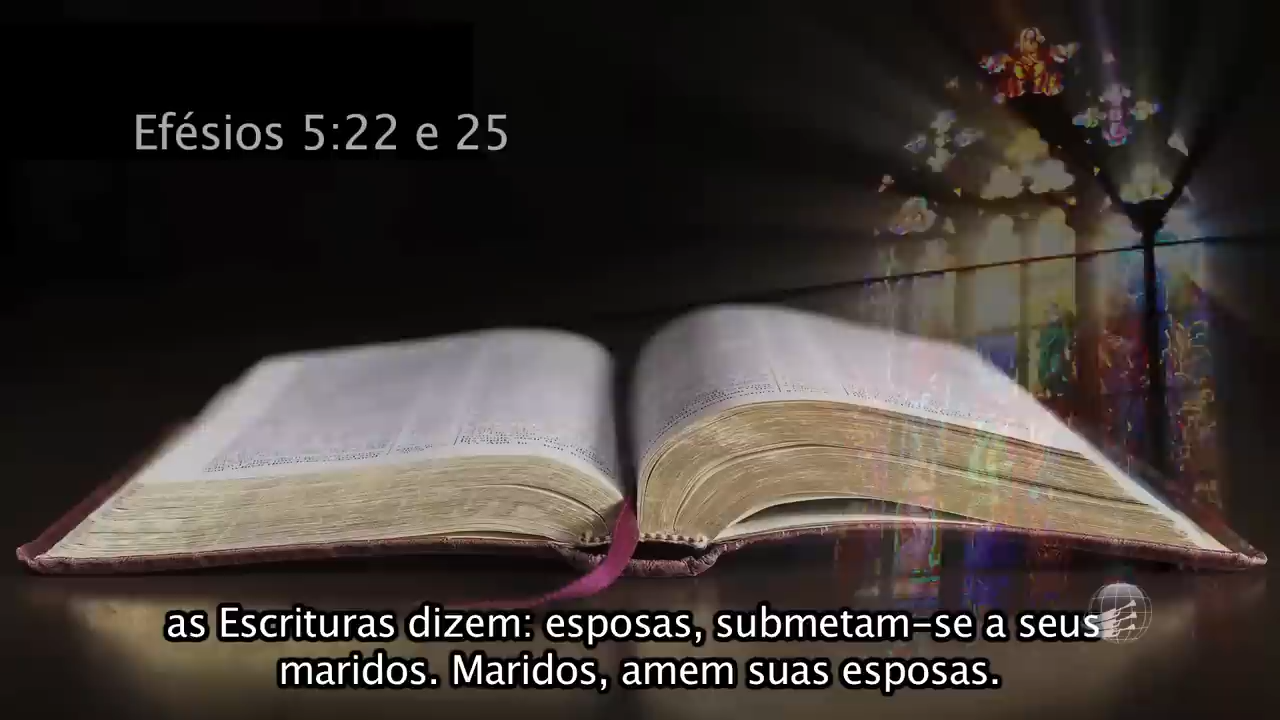 Efésios 5:22 e 25
as Escrituras dizem: esposas, submetam-se a seus
maridos. Maridos, amem suas esposas.